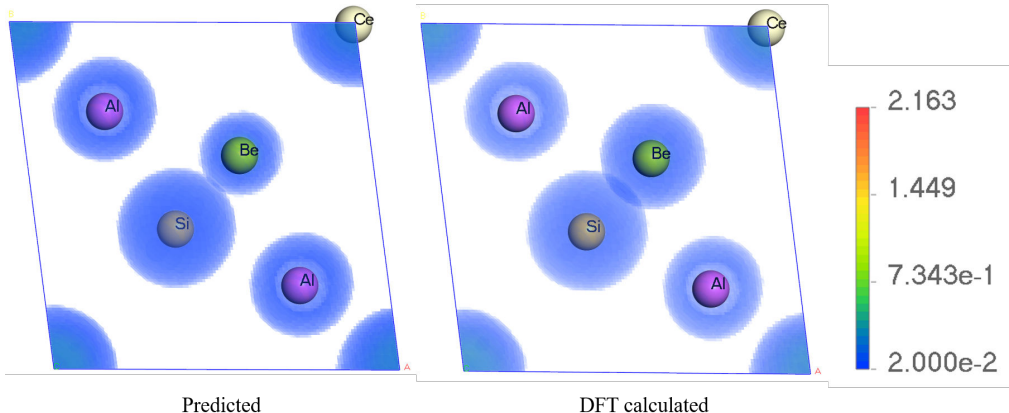 B
Ce
Al
Be
Si
Al
A
Predicted
B
Ce
Al
Be
Si
Al
A
DFT calculated
2.163
1.449
7.343e-1
2.000e-2